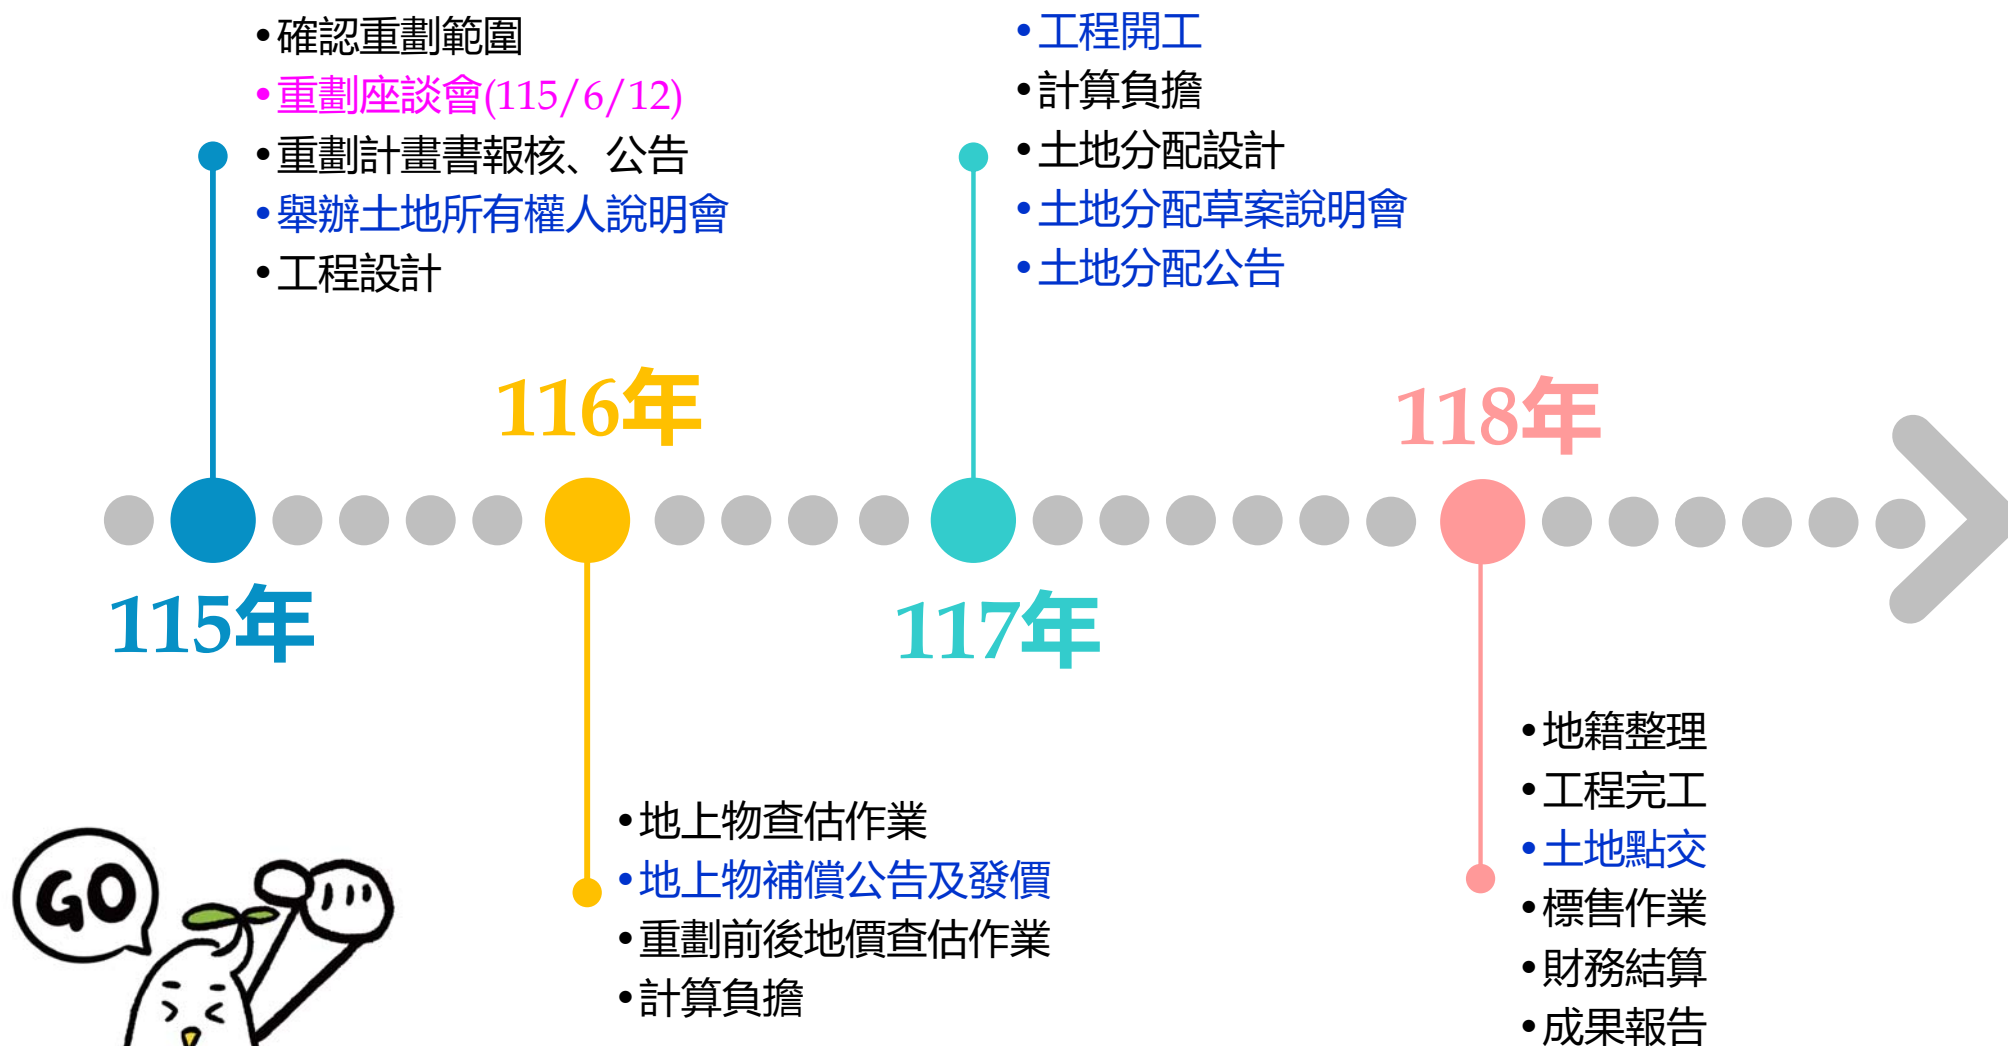 •確認重劃範圍
•重劃座談會(115/6/12)
•重劃計畫書報核、公告
•舉辦土地所有權人說明會
•工程設計
115年
116年
•地上物查估作業
•地上物補償公告及發價
•重劃前後地價查估作業
•計算負擔
•工程開工
•計算負擔
•土地分配設計
•土地分配草案說明會
•土地分配公告
117年
118年
•地籍整理
•工程完工
•土地點交
•標售作業
•財務結算
•成果報告
GO